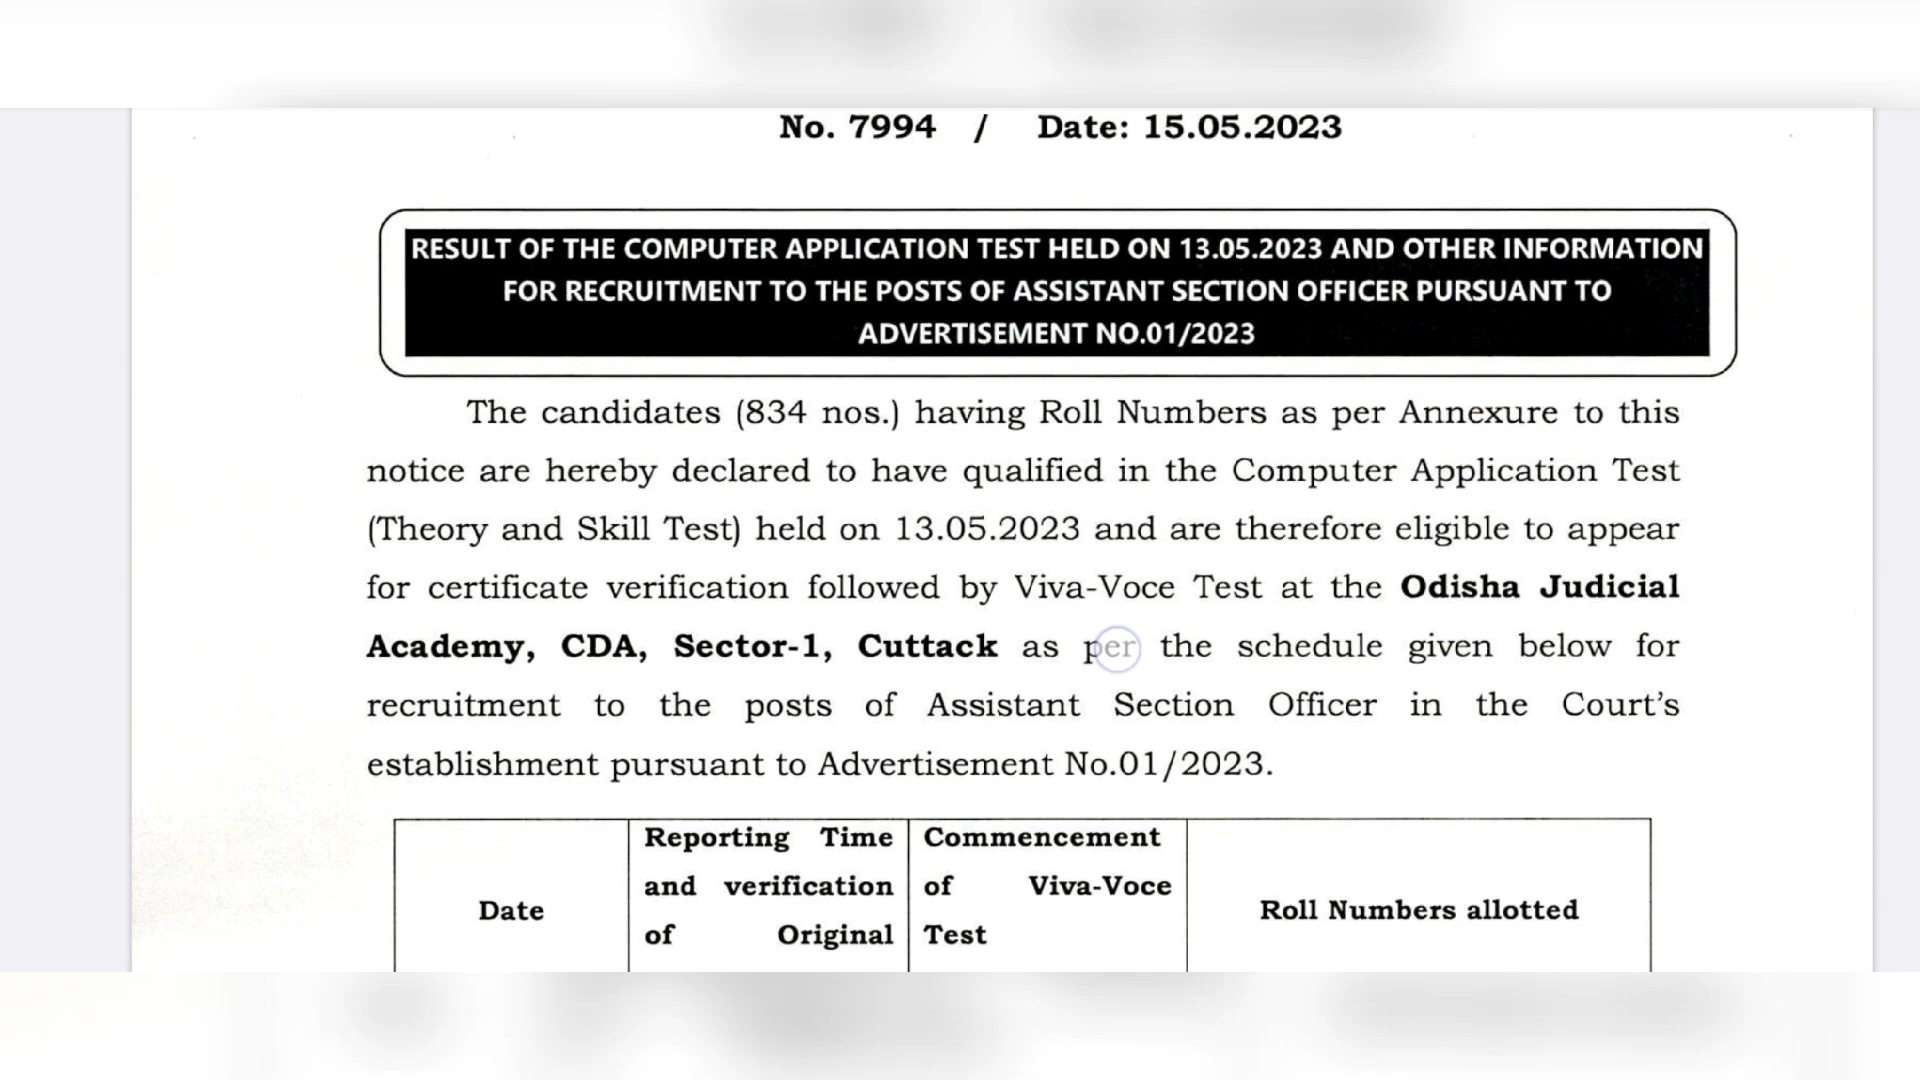 No. 7994 / Date: 15.05.2023
RESULT OF THE COMPUTER APPLICATION TEST HELD ON 13.05.2023 AND OTHER INFORMATION
FOR RECRUITMENT TO THE POSTS OF ASSISTANT SECTION OFFICER PURSUANT TO
ADVERTISEMENT NO.01/2023
The candidates (834 nos.) having Roll Numbers as per Annexure to this
notice are hereby declared to have qualified in the Computer Application Test
(Theory and Skill Test) held on 13.05.2023 and are therefore eligible to appear
for certificate verification followed by Viva-Voce Test at the Odisha Judicial
Academy, CDA, Sector-1, Cuttack as per the schedule given below for
recruitment to the posts of Assistant Section Officer in the Court's
establishment pursuant to Advertisement No.01/2023.
Date
Reporting Time
and verification
of Original
Commencement
of Viva-Voce
Test
Roll Numbers allotted